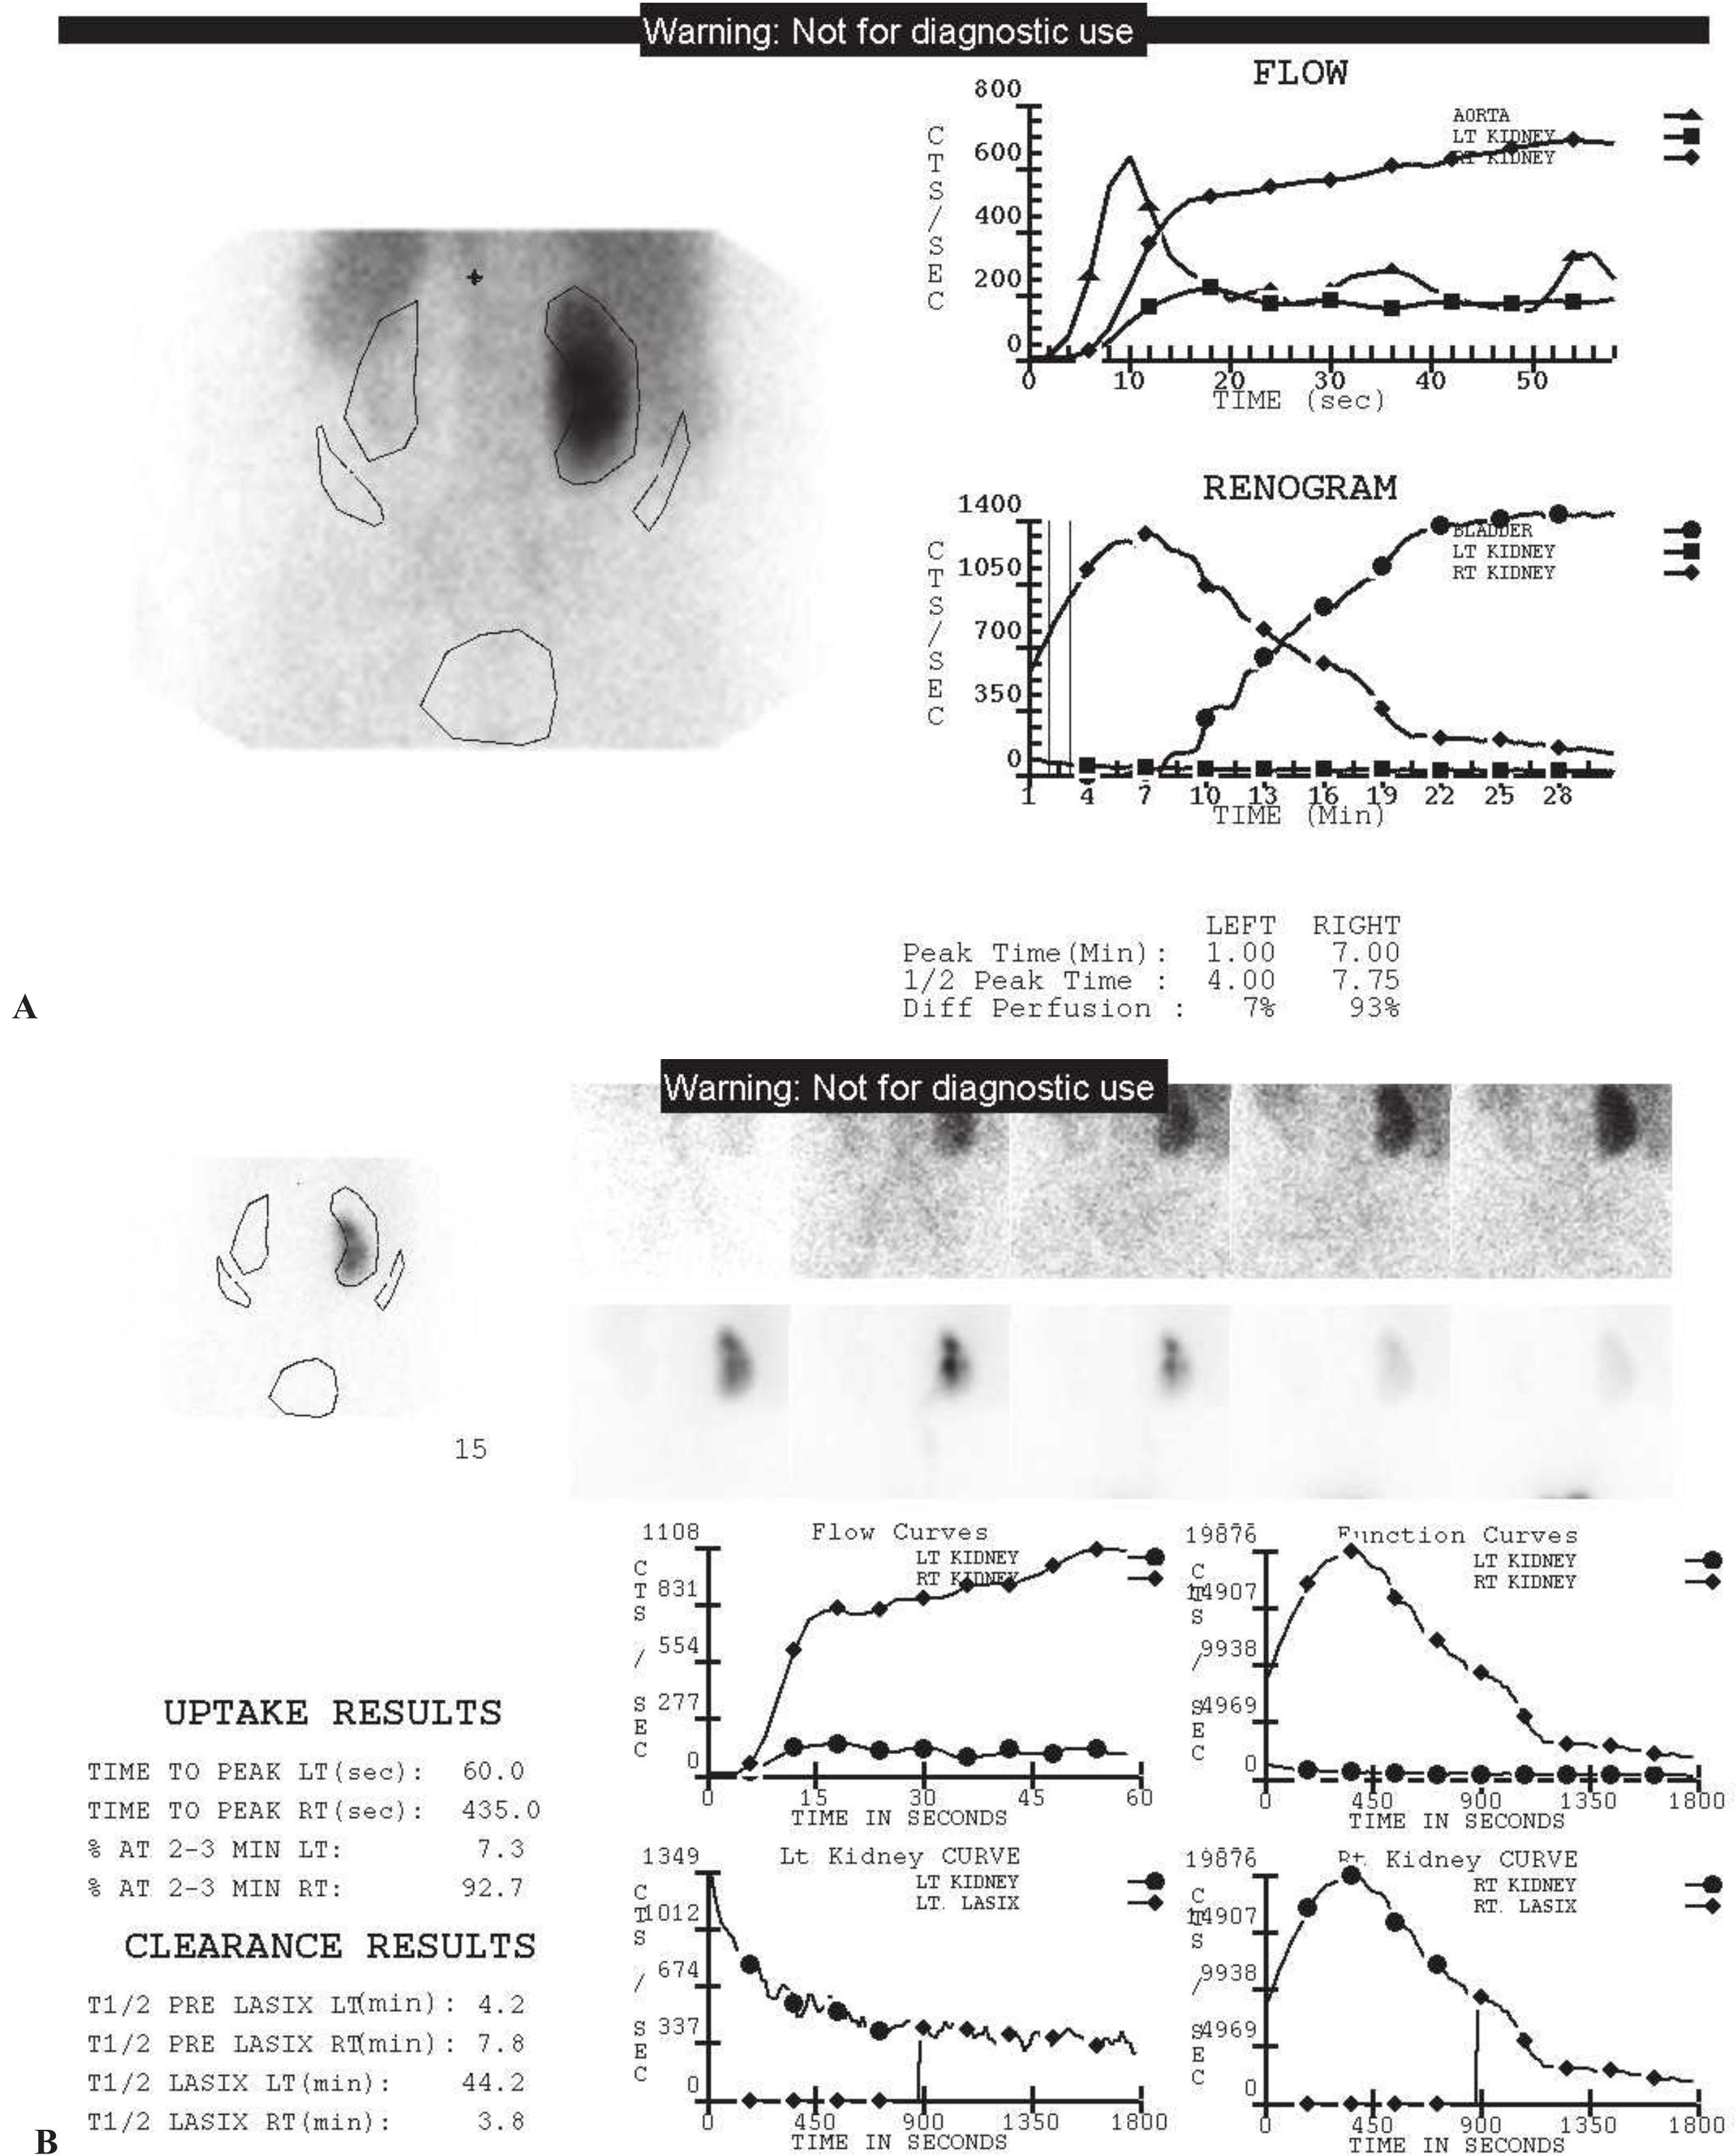 Warning: Not for diagnostic use
FLOW
800
600
400
200
0
CTS/SEC
AORTA
LT KIDNEY
RT KIDNEY
0 10 20 30 40 50
TIME (sec)
RENOGRAM
1400
1050
700
350
0
CTS/SEC
BLADDER
LT KIDNEY
RT KIDNEY
1 4 7 10 13 16 19 22 25 28
TIME (Min)
LEFT RIGHT
Peak Time(Min): 1.00 7.00
1/2 Peak Time : 4.00 7.75
Diff Perfusion : 7% 93%
A
Warning: Not for diagnostic use
15
Flow Curves
1108
831
554
277
0
CTS/SEC
LT KIDNEY
RT KIDNEY
0 15 30 45 60
TIME IN SECONDS
Function Curves
19876
14907
9938
4969
0
CTS/SEC
LT KIDNEY
RT KIDNEY
0 450 900 1350 1800
TIME IN SECONDS
UPTAKE RESULTS
TIME TO PEAK LT(sec): 60.0
TIME TO PEAK RT(sec): 435.0
% AT 2-3 MIN LT: 7.3
% AT 2-3 MIN RT: 92.7
CLEARANCE RESULTS
T1/2 PRE LASIX LT(min): 4.2
T1/2 PRE LASIX RT(min): 7.8
T1/2 LASIX LT(min): 44.2
T1/2 LASIX RT(min): 3.8
Lt Kidney CURVE
1349
1012
674
337
0
CTS/SEC
LT KIDNEY
LT. LASIX
0 450 900 1350 1800
TIME IN SECONDS
Rt. Kidney CURVE
19876
14907
9938
4969
0
CTS/SEC
RT KIDNEY
RT. LASIX
0 450 900 1350 1800
TIME IN SECONDS
B